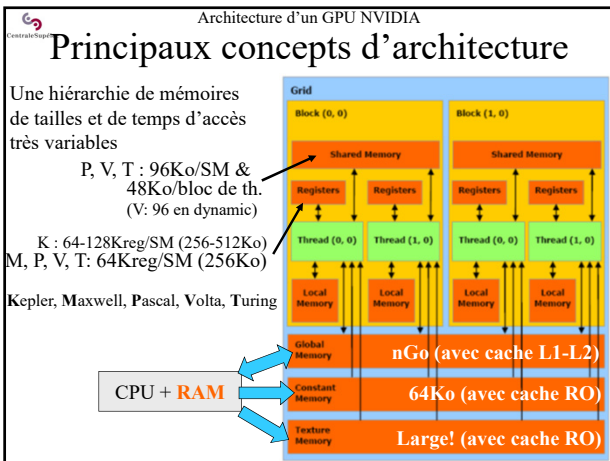 CentraleSupélec
Architecture d'un GPU NVIDIA
Principaux concepts d'architecture
Une hiérarchie de mémoires
de tailles et de temps d'accès
très variables
P, V, T : 96Ko/SM &
48Ko/bloc de th.
(V: 96 en dynamic)
K : 64-128Kreg/SM (256-512Ko)
M, P, V, T: 64Kreg/SM (256Ko)
Kepler, Maxwell, Pascal, Volta, Turing
CPU + RAM
Grid
Block (0, 0)
Shared Memory
Registers
Registers
Thread (0, 0)
Thread (1, 0)
Local
Memory
Local
Memory
Block (1, 0)
Shared Memory
Registers
Registers
Thread (0, 0)
Thread (1, 0)
Local
Memory
Local
Memory
Global
Memory
nGo (avec cache L1-L2)
Constant
Memory
64Ko (avec cache RO)
Texture
Memory
Large! (avec cache RO)